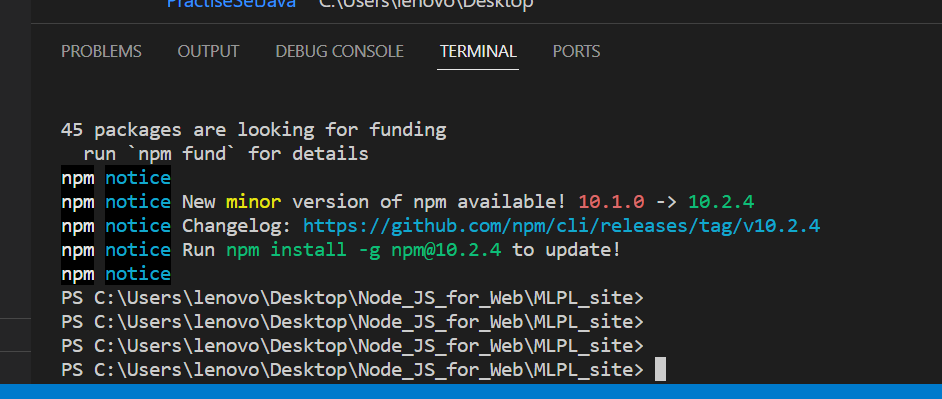 PractiseSeUava C:\Users\lenovo\Desktop
PROBLEMS OUTPUT DEBUG CONSOLE TERMINAL PORTS
45 packages are looking for funding
run `npm fund` for details
npm notice
npm notice New minor version of npm available! 10.1.0 -> 10.2.4
npm notice Changelog: https://github.com/npm/cli/releases/tag/v10.2.4
npm notice Run npm install -g npm@10.2.4 to update!
npm notice
PS C:\Users\lenovo\Desktop\Node_JS_for_Web\MLPL_site>
PS C:\Users\lenovo\Desktop\Node_JS_for_Web\MLPL_site>
PS C:\Users\lenovo\Desktop\Node_JS_for_Web\MLPL_site>
PS C:\Users\lenovo\Desktop\Node_JS_for_Web\MLPL_site>